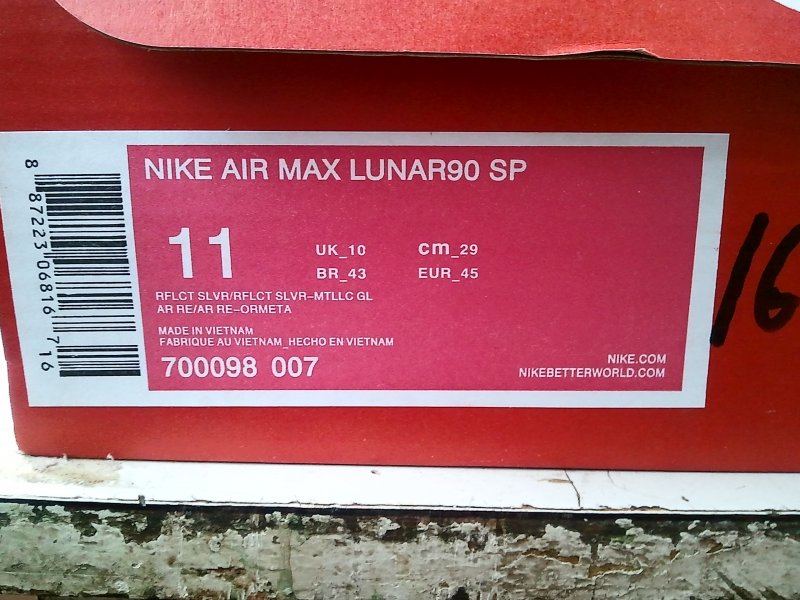 NIKE AIR MAX LUNAR90 SP
11
UK_10 cm_29
BR_43 EUR_45
RFLCT SLVR/RFLCT SLVR-MTLLC GL
AR RE/AR RE-ORMETA
MADE IN VIETNAM
FABRIQUE AU VIETNAM_HECHO EN VIETNAM
700098 007
NIKE.COM
NIKEBETTERWORLD.COM
8 87223 06816 7 16
16